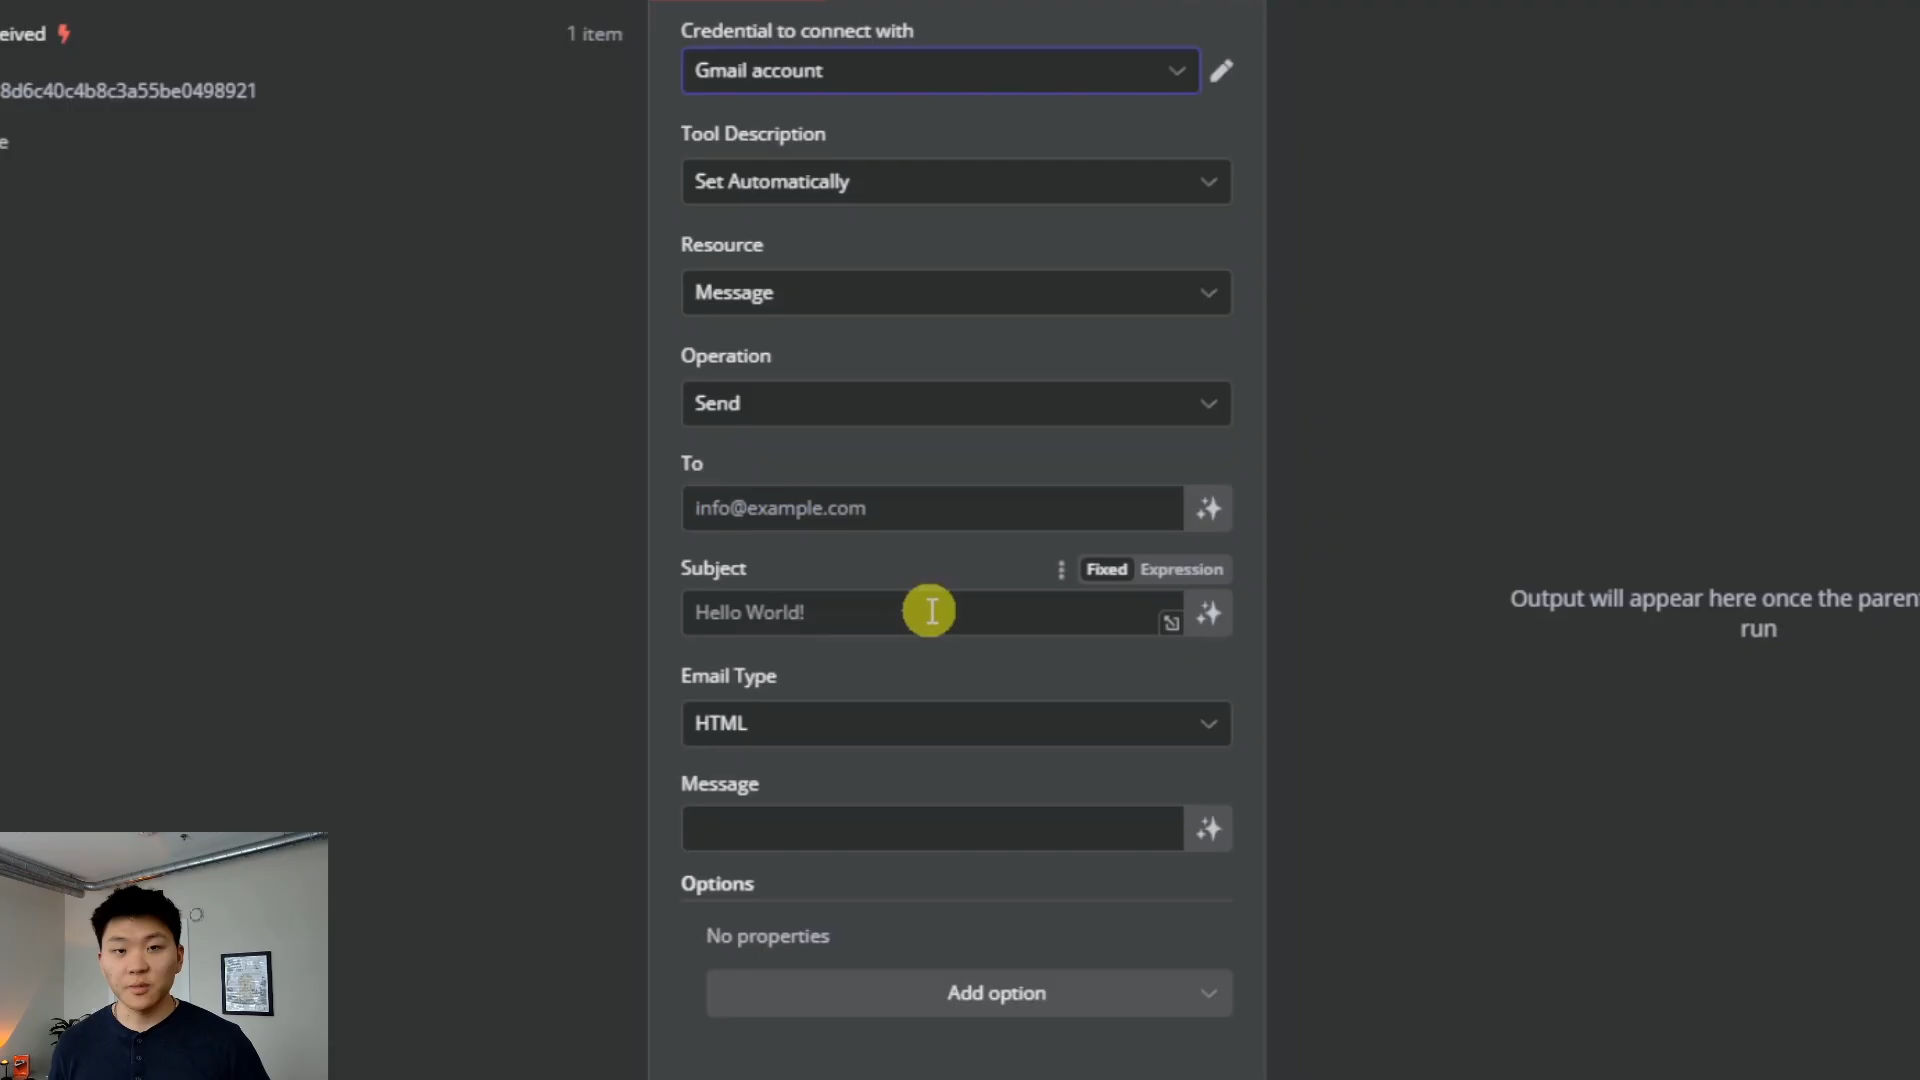 eived
1 item
8d6c40c4b8c3a55be0498921
e
Credential to connect with
Gmail account
Tool Description
Set Automatically
Resource
Message
Operation
Send
To
info@example.com
Subject
Fixed Expression
Hello World!
Email Type
HTML
Message
Options
No properties
Add option
Output will appear here once the paren
run